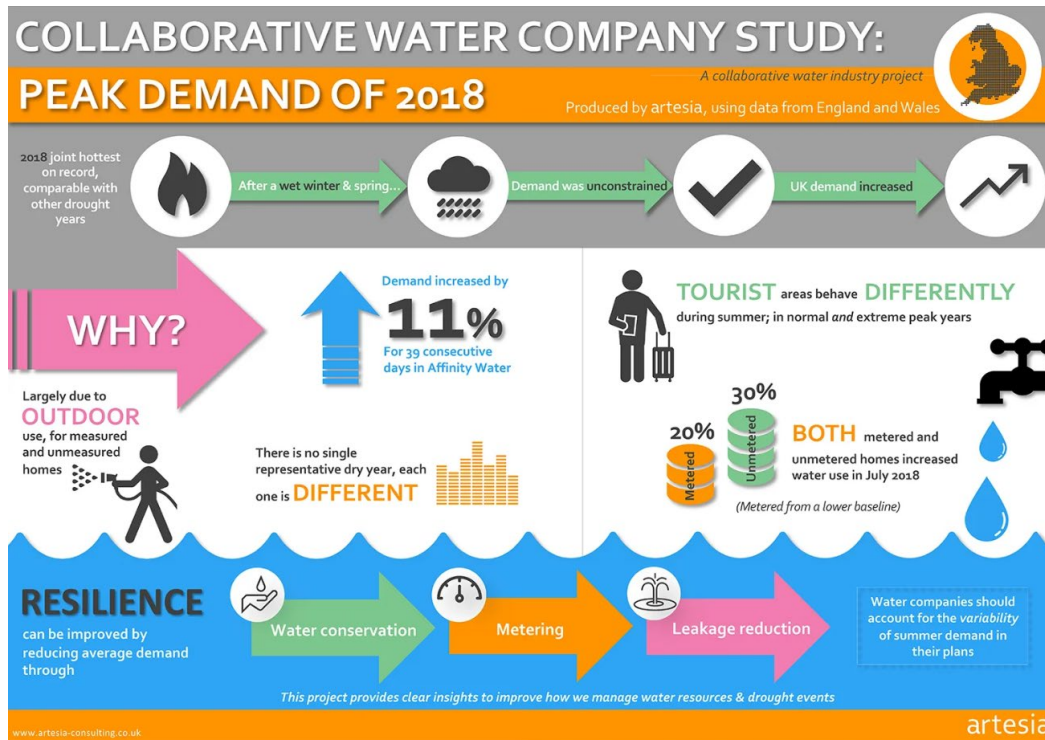 COLLABORATIVE WATER COMPANY STUDY:
PEAK DEMAND OF 2018
A collaborative water industry project
Produced by artesia, using data from England and Wales
2018 joint hottest
on record,
comparable with
other drought
years
After a wet winter & spring...
Demand was unconstrained
UK demand increased
WHY?
Largely due to
OUTDOOR
use, for measured
and unmeasured
homes
Demand increased by
11%
For 39 consecutive
days in Affinity Water
There is no single
representative dry year, each
one is DIFFERENT
TOURIST areas behave DIFFERENTLY
during summer; in normal and extreme peak years
20%
Metered
30%
Unmetered
BOTH metered and
unmetered homes increased
water use in July 2018
(Metered from a lower baseline)
RESILIENCE
can be improved by
reducing average demand
through
Water conservation
Metering
Leakage reduction
Water companies should
account for the variability
of summer demand in
their plans
This project provides clear insights to improve how we manage water resources & drought events
www.artesia-consulting.co.uk
artesia